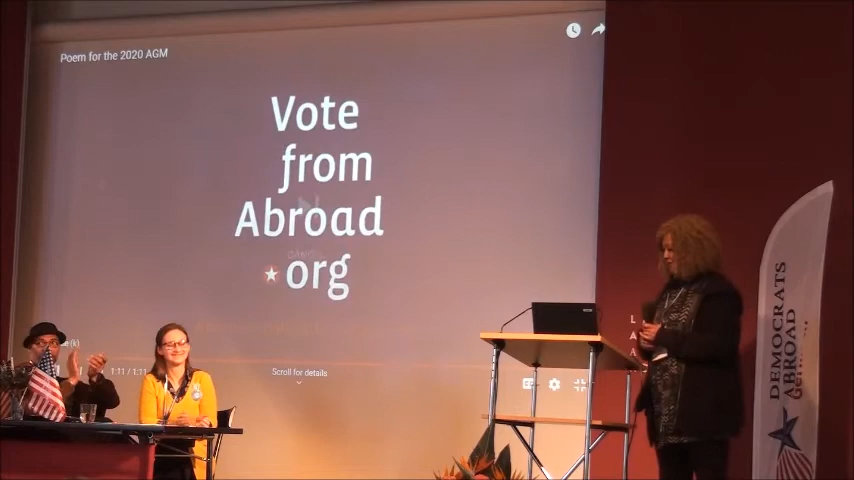 Poem for the 2020 AGM
Vote
from
Abroad
org
1:11 / 1:11
Scroll for details
DEMOCRATS
ABROAD